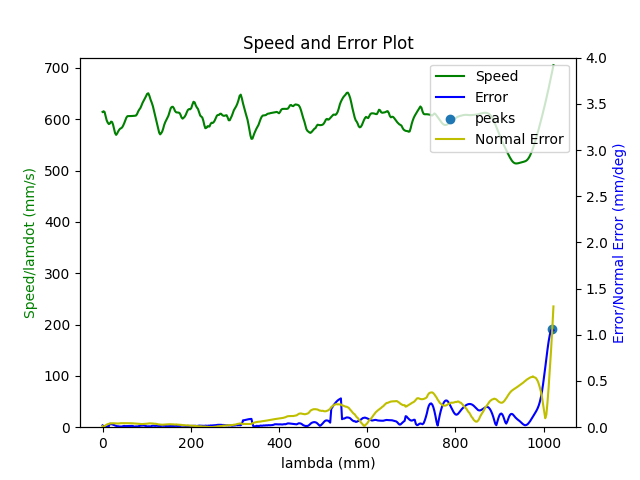 Speed and Error Plot
700
600
500
400
300
200
100
0
Speed/lamdot (mm/s)
4.0
3.5
3.0
2.5
2.0
1.5
1.0
0.5
0.0
Error/Normal Error (mm/deg)
Speed
Error
peaks
Normal Error
0 200 400 600 800 1000
lambda (mm)